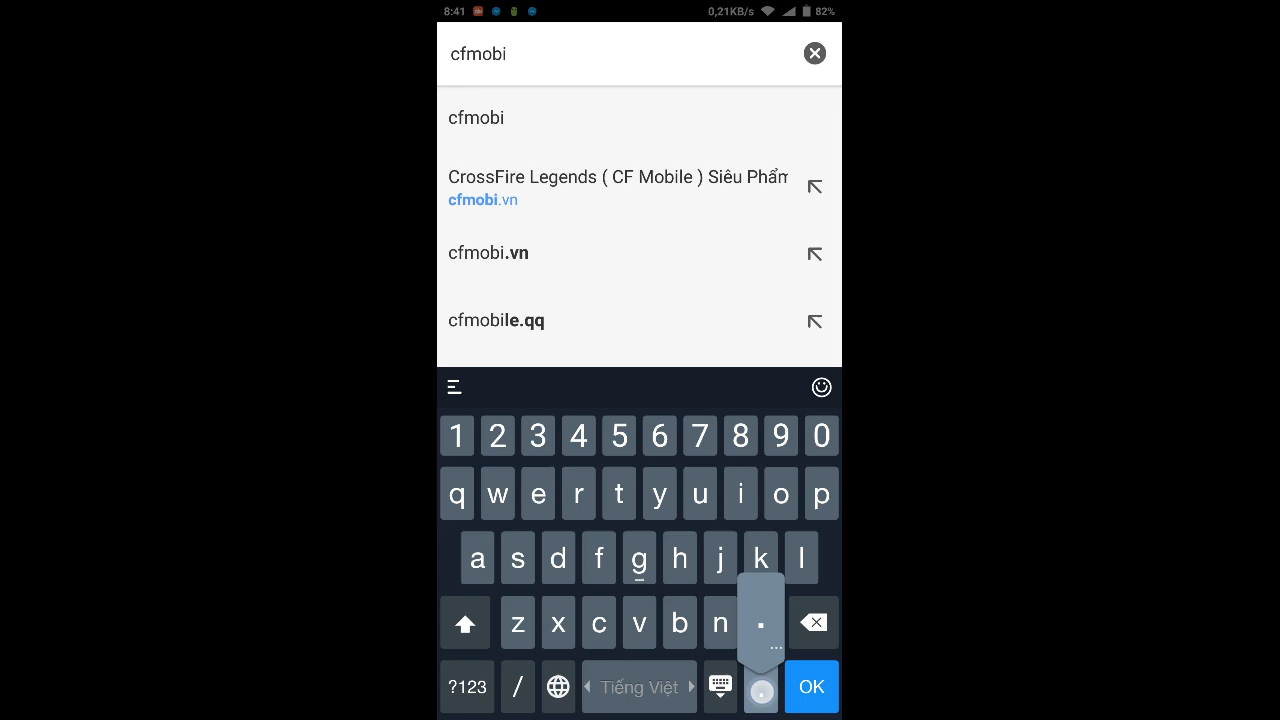 8:41 0,21KB/s 82%
cfmobi
cfmobi
CrossFire Legends ( CF Mobile ) Siêu Phẩm
cfmobi.vn
cfmobi.vn
cfmobile.qq
1 2 3 4 5 6 7 8 9 0
q w e r t y u i o p
a s d f g h j k l
z x c v b n .
?123 / Tiếng Việt . OK